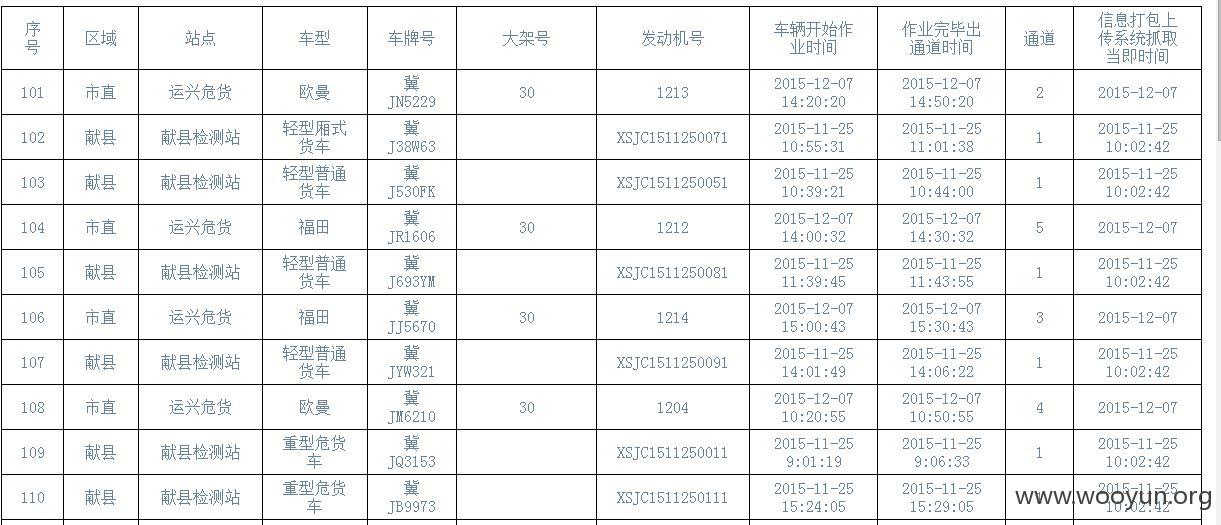 序号 区域 站点 车型 车牌号 大架号 发动机号 车辆开始作业时间 作业完毕出通道时间 通道 信息打包上传系统抓取当即时间
101 市直 运兴危货 欧曼 冀JN5229 30 1213 2015-12-07 14:20:20 2015-12-07 14:50:20 2 2015-12-07
102 献县 献县检测站 轻型厢式货车 冀J38W63 XSJC1511250071 2015-11-25 10:55:31 2015-11-25 11:01:38 1 2015-11-25 10:02:42
103 献县 献县检测站 轻型普通货车 冀J530FK XSJC1511250051 2015-11-25 10:39:21 2015-11-25 10:44:00 1 2015-11-25 10:02:42
104 市直 运兴危货 福田 冀JR1606 30 1212 2015-12-07 14:00:32 2015-12-07 14:30:32 5 2015-12-07
105 献县 献县检测站 轻型普通货车 冀J693YM XSJC1511250081 2015-11-25 11:39:45 2015-11-25 11:43:55 1 2015-11-25 10:02:42
106 市直 运兴危货 福田 冀JJ5670 30 1214 2015-12-07 15:00:43 2015-12-07 15:30:43 3 2015-12-07
107 献县 献县检测站 轻型普通货车 冀JYW321 XSJC1511250091 2015-11-25 14:01:49 2015-11-25 14:06:22 1 2015-11-25 10:02:42
108 市直 运兴危货 欧曼 冀JM6210 30 1204 2015-12-07 10:20:55 2015-12-07 10:50:55 4 2015-12-07
109 献县 献县检测站 重型危货车 冀JQ3153 XSJC1511250011 2015-11-25 9:01:19 2015-11-25 9:06:33 1 2015-11-25 10:02:42
110 献县 献县检测站 重型危货车 冀JB9973 XSJC1511250111 2015-11-25 15:24:05 2015-11-25 15:29:05 1 2015-11-25 10:02:42
www.wooyun.org